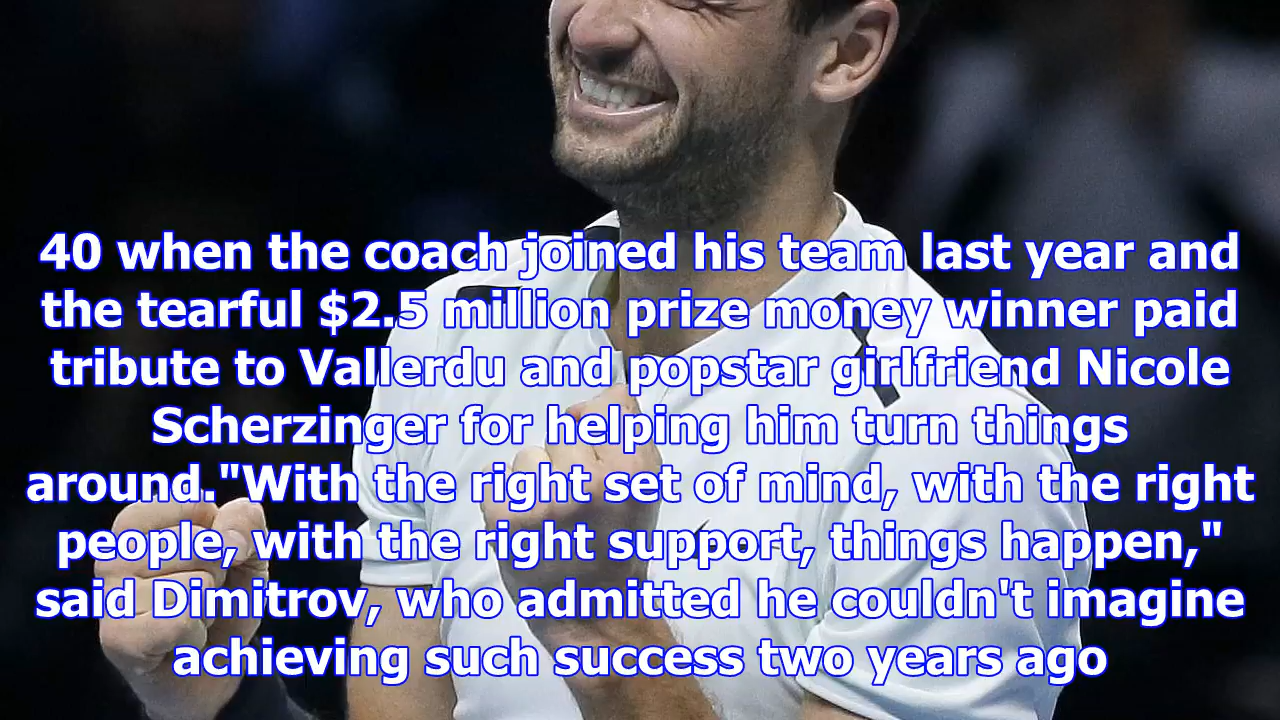 40 when the coach joined his team last year and
the tearful $2.5 million prize money winner paid
tribute to Vallerdu and popstar girlfriend Nicole
Scherzinger for helping him turn things
around."With the right set of mind, with the right
people, with the right support, things happen,"
said Dimitrov, who admitted he couldn't imagine
achieving such success two years ago